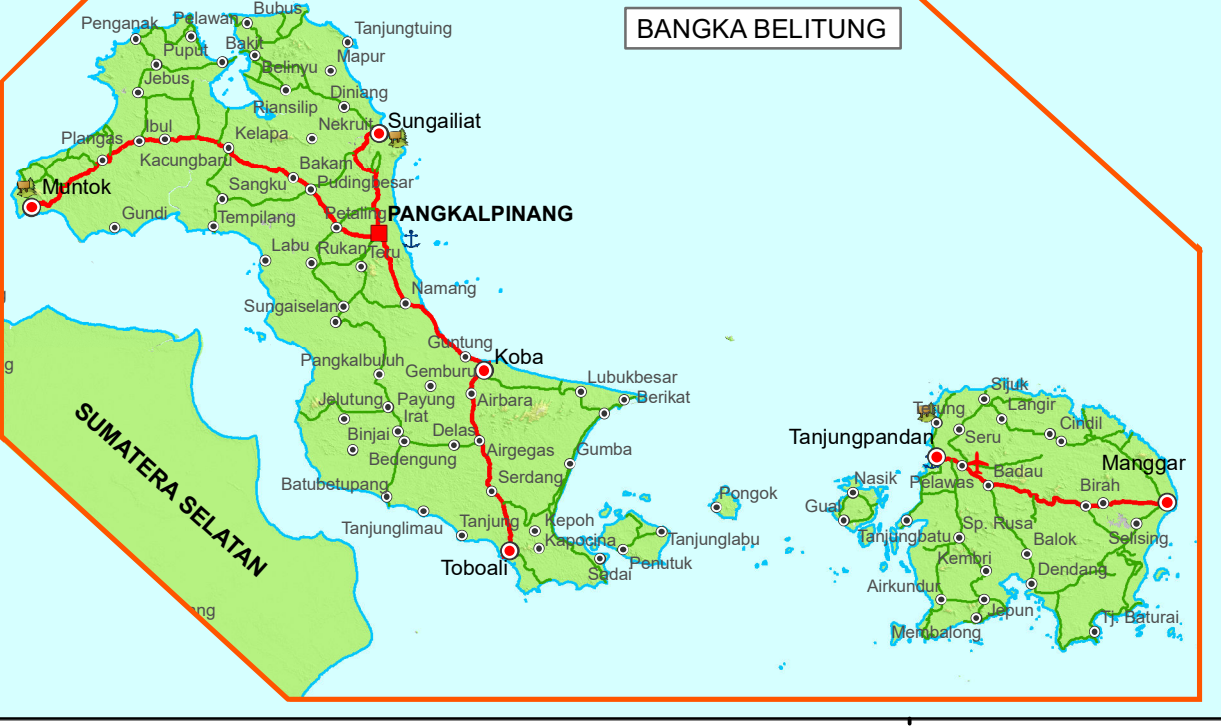 BANGKA BELITUNG
Bubus
Pelawan
Penganak
Tanjungtuing
Bakit
Puput
Mapur
Belinyu
Jebus
Diniang
Riansilip
Sungailiat
Nekruit
Ibul
Kelapa
Plangas
Kacungbaru
Bakam
Sangku
Pudingbesar
Muntok
Gundi
Tempilang
Petaling
PANGKALPINANG
Labu
Rukan
Teru
Namang
Sungaiselan
Guntung
Koba
Pangkalbuluh
Gemburu
Lubukbesar
Berikat
Jelutung
Payung
Airbara
Irat
Binjai
Delas
Bedengung
Airgegas
Gumba
Serdang
Batubetupang
Tanjunglimau
Tanjung
Kepoh
Kapocina
Toboali
Sadai
Penutuk
Tanjunglabu
Pongok
SUMATERA SELATAN
ng
g
Sijuk
Langir
Cindil
Seru
Tanjungpandan
Manggar
Badau
Birah
Pelawas
Nasik
Gual
Tanjungbatu
Sp. Rusa
Balok
Selising
Kembri
Dendang
Airkundur
Jepun
Membalong
Tj. Baturai